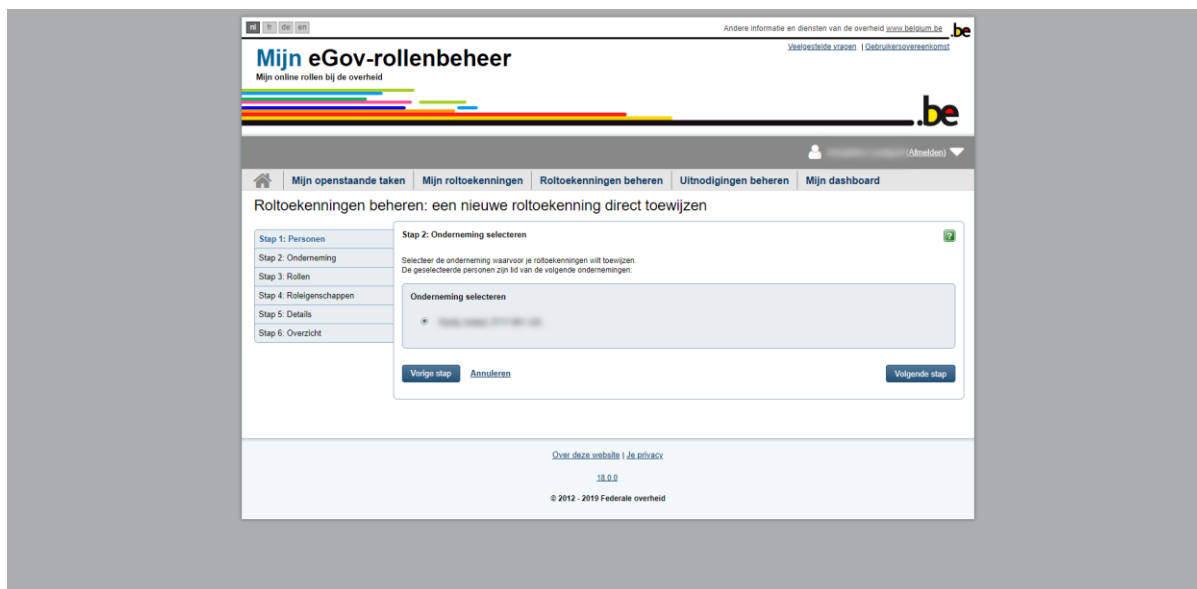 nl fr de en
Andere informatie en diensten van de overheid www.belgium.be
.be
Veelgestelde vragen | Gebruikersovereenkomst
Mijn eGov-rollenbeheer
Mijn online rollen bij de overheid
.be
(Afmelden)
Mijn openstaande taken
Mijn roltoekenningen
Roltoekenningen beheren
Uitnodigingen beheren
Mijn dashboard
Roltoekenningen beheren: een nieuwe roltoekenning direct toewijzen
Stap 1: Personen
Stap 2: Onderneming
Stap 3: Rollen
Stap 4: Roleigenschappen
Stap 5: Details
Stap 6: Overzicht
Stap 2: Onderneming selecteren
?
Selecteer de onderneming waarvoor je roltoekenningen wilt toewijzen.
De geselecteerde personen zijn lid van de volgende ondernemingen:
Onderneming selecteren
Vorige stap
Annuleren
Volgende stap
Over deze website | Je privacy
18.0.0
© 2012 - 2019 Federale overheid